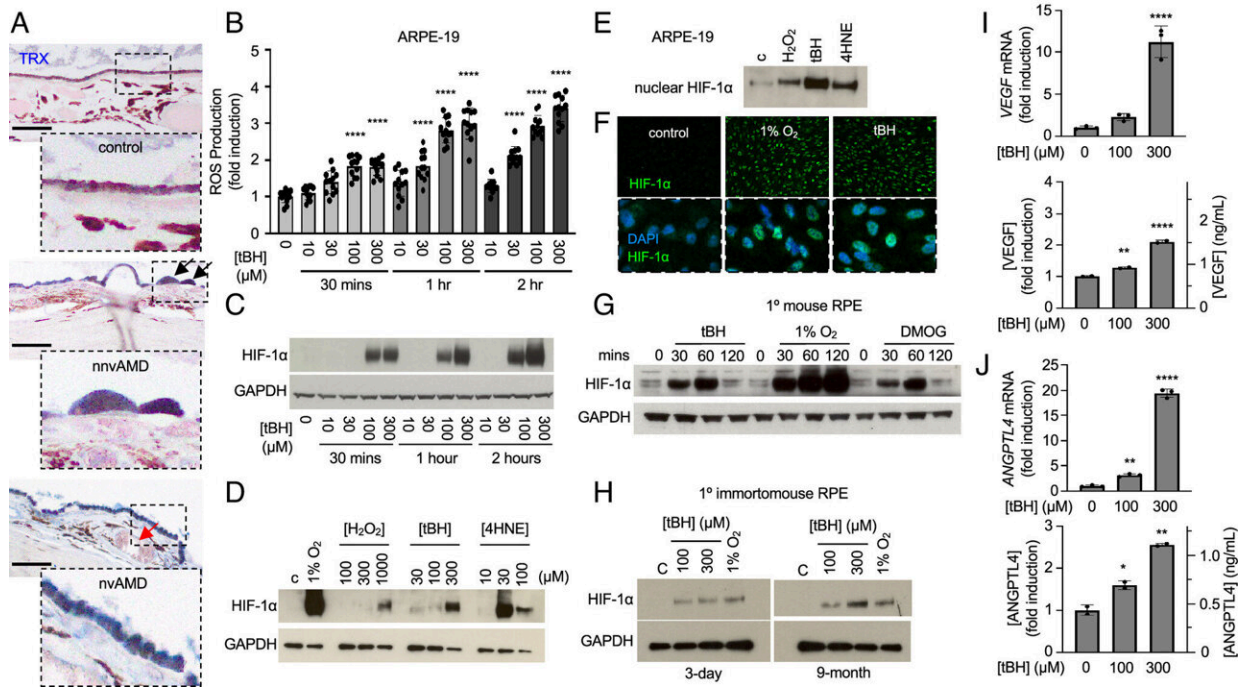 A
TRX
control
nnvAMD
nvAMD
B
ARPE-19
ROS Production
(fold induction)
5
4
3
2
1
0
**** **** **** **** **** **** **** ****
0 10 30 100 300 10 30 100 300 10 30 100 300
[tBH]
(µM)
30 mins 1 hr 2 hr
C
HIF-1α
GAPDH
0 10 30 100 300 10 30 100 300 10 30 100 300
[tBH]
(µM)
30 mins 1 hour 2 hours
D
[H₂O₂] [tBH] [4HNE]
c 1% O₂ 100 300 1000 30 100 300 10 30 100 (µM)
HIF-1α
GAPDH
E
ARPE-19
c H₂O₂ tBH 4HNE
nuclear HIF-1α
F
control 1% O₂ tBH
HIF-1α
DAPI
HIF-1α
G
1º mouse RPE
tBH 1% O₂ DMOG
mins 0 30 60 120 0 30 60 120 0 30 60 120
HIF-1α
GAPDH
H
1º immortomouse RPE
[tBH] (µM) [tBH] (µM)
C 100 300 1% O₂ C 100 300 1% O₂
HIF-1α
GAPDH GAPDH
3-day 9-month
I
VEGF mRNA
(fold induction)
15
10
5
0
****
[tBH] (µM)
0 100 300
[VEGF]
(fold induction)
4
3
2
1
0
** ****
2
1
0
[VEGF] (ng/mL)
[tBH] (µM)
0 100 300
J
ANGPTL4 mRNA
(fold induction)
25
20
15
10
5
0
** ****
[tBH] (µM)
0 100 300
[ANGPTL4]
(fold induction)
3
2
1
0
* **
1.0
0.5
0
[ANGPTL4] (ng/mL)
[tBH] (µM)
0 100 300